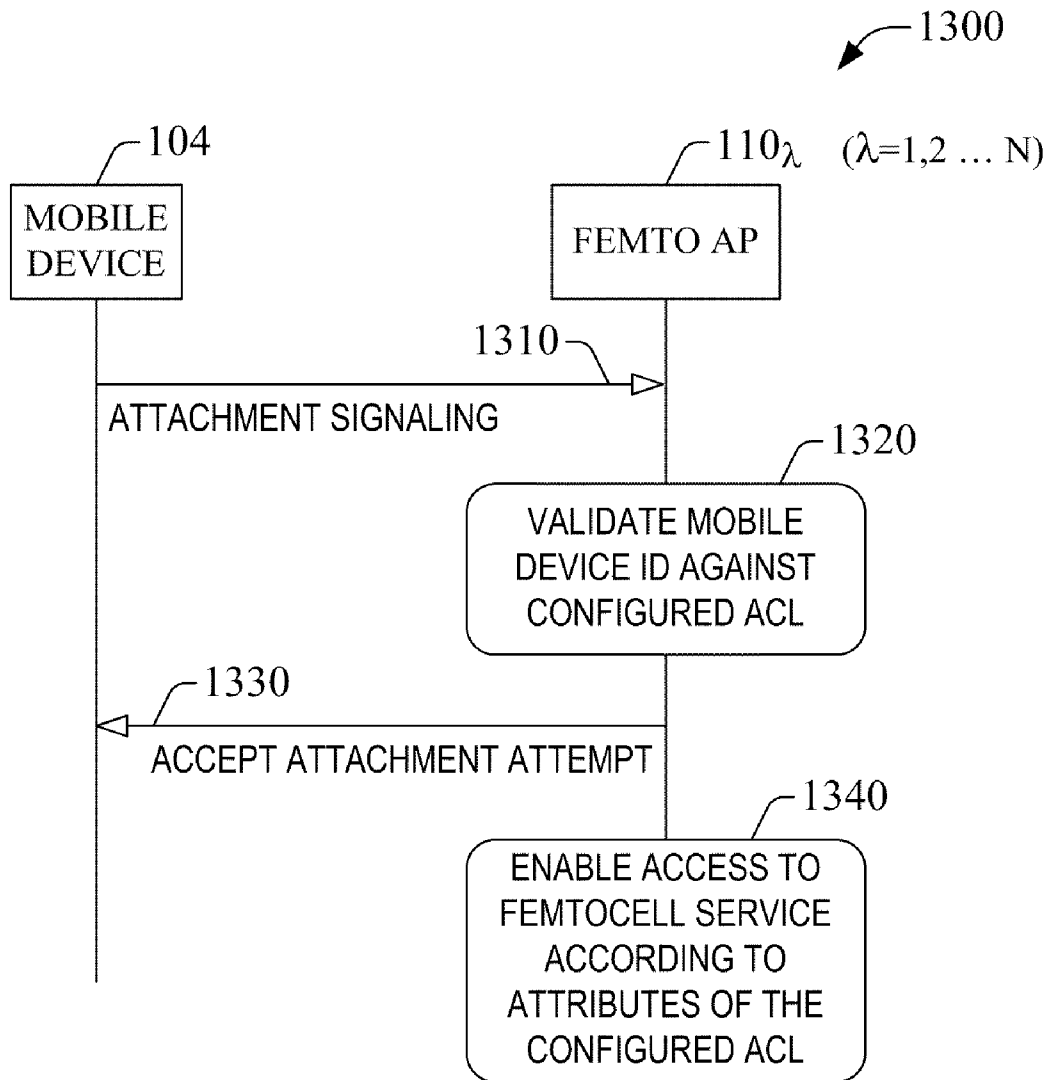 1300
104
110λ (λ=1,2 ... N)
MOBILE
DEVICE
FEMTO AP
1310
ATTACHMENT SIGNALING
1320
VALIDATE MOBILE
DEVICE ID AGAINST
CONFIGURED ACL
1330
ACCEPT ATTACHMENT ATTEMPT
1340
ENABLE ACCESS TO
FEMTOCELL SERVICE
ACCORDING TO
ATTRIBUTES OF THE
CONFIGURED ACL